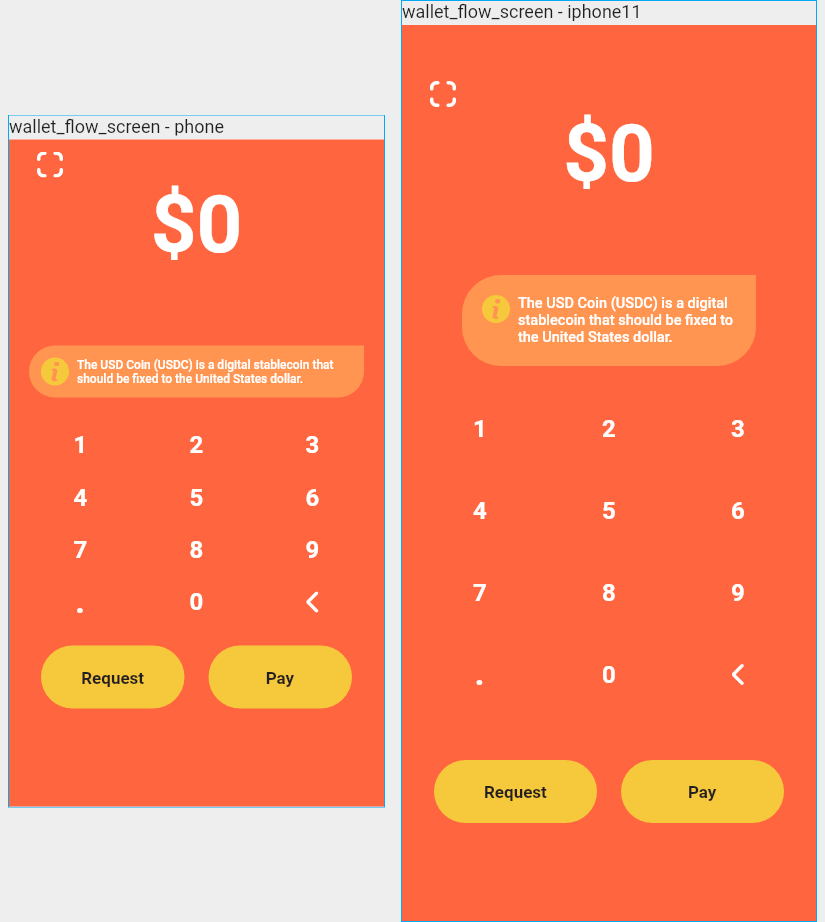 wallet_flow_screen - phone
$0
i
The USD Coin (USDC) is a digital stablecoin that
should be fixed to the United States dollar.
1 2 3
4 5 6
7 8 9
. 0
Request Pay
wallet_flow_screen - iphone11
$0
i
The USD Coin (USDC) is a digital
stablecoin that should be fixed to
the United States dollar.
1 2 3
4 5 6
7 8 9
. 0
Request Pay